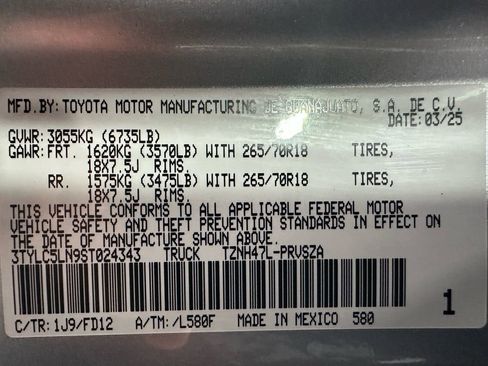 MFD.BY: TOYOTA MOTOR MANUFACTURING DE GUANAJUATO, S.A. DE C.V.
DATE: 03/25
GVWR: 3055KG (6735LB)
GAWR: FRT. 1620KG (3570LB) WITH 265/70R18 TIRES,
18X7.5J RIMS.
RR. 1575KG (3475LB) WITH 265/70R18 TIRES,
18X7.5J RIMS.
THIS VEHICLE CONFORMS TO ALL APPLICABLE FEDERAL MOTOR
VEHICLE SAFETY AND THEFT PREVENTION STANDARDS IN EFFECT ON
THE DATE OF MANUFACTURE SHOWN ABOVE.
3TYLC5LN9ST024343 TRUCK TZNH47L-PRVSZA
1
C/TR: 1J9/FD12 A/TM: /L580F MADE IN MEXICO 580